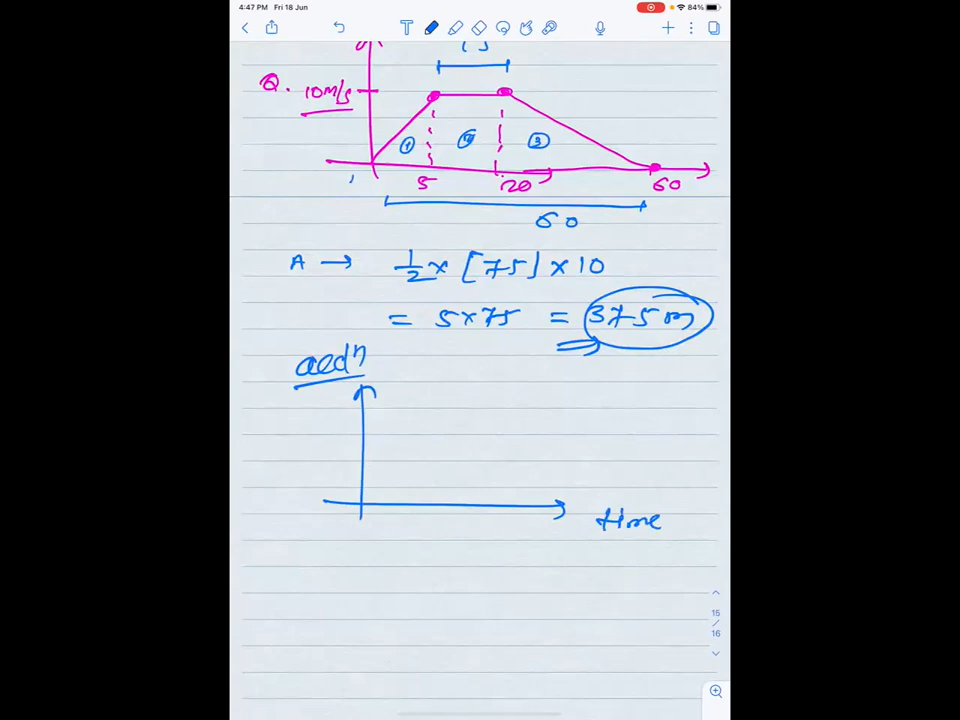 4:47 PM Fri 18 Jun
84%
T
15
Q. 10m/s
1 2 3
5 20 60
60
A → 1/2 × [75] × 10
= 5×75 = 375 m
accⁿ
time
15
/
16